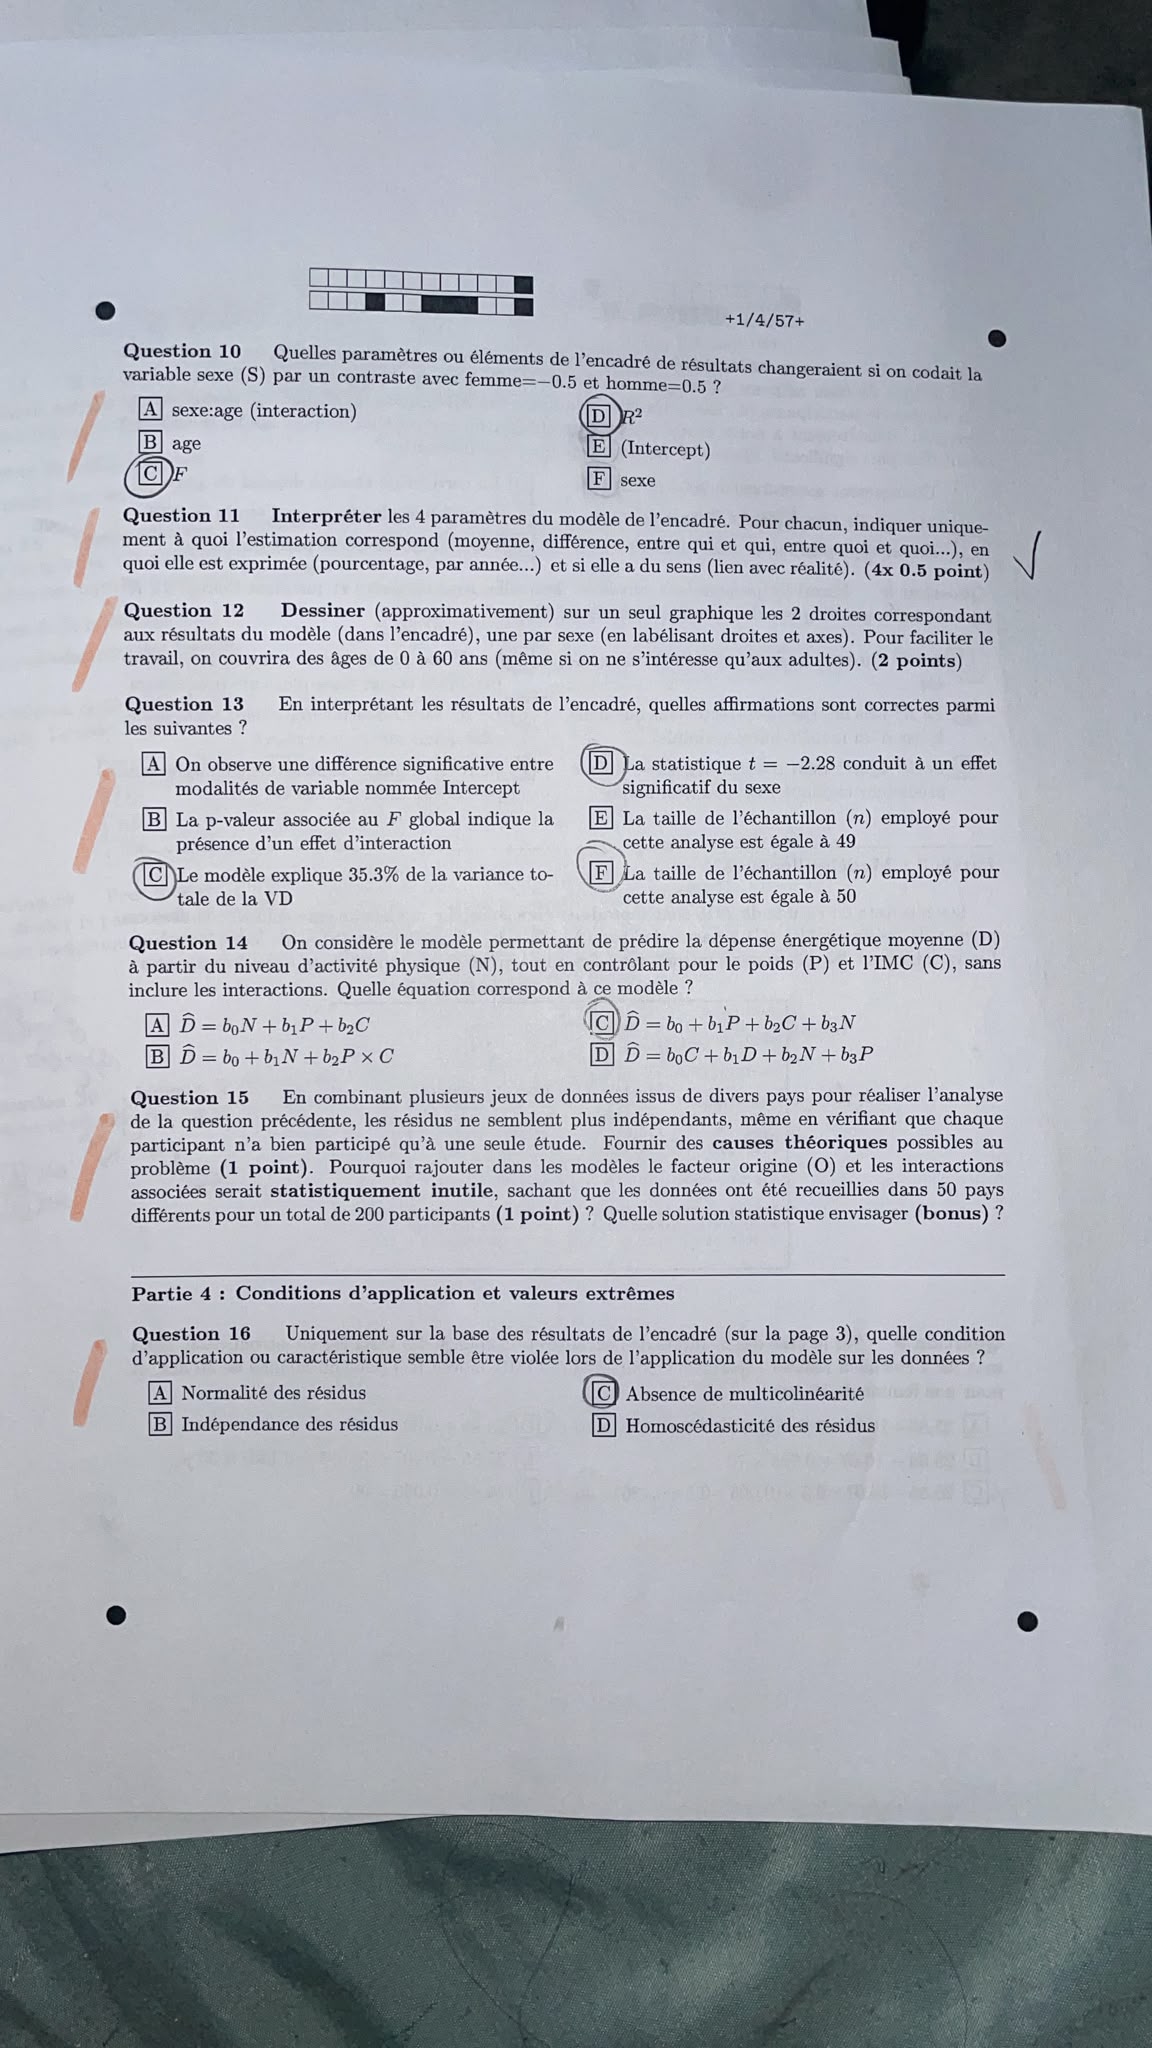 +1/4/57+
Question 10 Quelles paramètres ou éléments de l'encadré de résultats changeraient si on codait la
variable sexe (S) par un contraste avec femme=−0.5 et homme=0.5 ?
A sexe:age (interaction)
B age
C F
D R²
E (Intercept)
F sexe
Question 11 Interpréter les 4 paramètres du modèle de l'encadré. Pour chacun, indiquer unique-
ment à quoi l'estimation correspond (moyenne, différence, entre qui et qui, entre quoi et quoi...), en
quoi elle est exprimée (pourcentage, par année...) et si elle a du sens (lien avec réalité). (4x 0.5 point)
Question 12 Dessiner (approximativement) sur un seul graphique les 2 droites correspondant
aux résultats du modèle (dans l'encadré), une par sexe (en labélisant droites et axes). Pour faciliter le
travail, on couvrira des âges de 0 à 60 ans (même si on ne s'intéresse qu'aux adultes). (2 points)
Question 13 En interprétant les résultats de l'encadré, quelles affirmations sont correctes parmi
les suivantes ?
A On observe une différence significative entre
modalités de variable nommée Intercept
B La p-valeur associée au F global indique la
présence d'un effet d'interaction
C Le modèle explique 35.3% de la variance to-
tale de la VD
D La statistique t = −2.28 conduit à un effet
significatif du sexe
E La taille de l'échantillon (n) employé pour
cette analyse est égale à 49
F La taille de l'échantillon (n) employé pour
cette analyse est égale à 50
Question 14 On considère le modèle permettant de prédire la dépense énergétique moyenne (D)
à partir du niveau d'activité physique (N), tout en contrôlant pour le poids (P) et l'IMC (C), sans
inclure les interactions. Quelle équation correspond à ce modèle ?
A D̂ = b₀N + b₁P + b₂C
B D̂ = b₀ + b₁N + b₂P × C
C D̂ = b₀ + b₁P + b₂C + b₃N
D D̂ = b₀C + b₁D + b₂N + b₃P
Question 15 En combinant plusieurs jeux de données issus de divers pays pour réaliser l'analyse
de la question précédente, les résidus ne semblent plus indépendants, même en vérifiant que chaque
participant n'a bien participé qu'à une seule étude. Fournir des causes théoriques possibles au
problème (1 point). Pourquoi rajouter dans les modèles le facteur origine (O) et les interactions
associées serait statistiquement inutile, sachant que les données ont été recueillies dans 50 pays
différents pour un total de 200 participants (1 point) ? Quelle solution statistique envisager (bonus) ?
Partie 4 : Conditions d'application et valeurs extrêmes
Question 16 Uniquement sur la base des résultats de l'encadré (sur la page 3), quelle condition
d'application ou caractéristique semble être violée lors de l'application du modèle sur les données ?
A Normalité des résidus
B Indépendance des résidus
C Absence de multicolinéarité
D Homoscédasticité des résidus